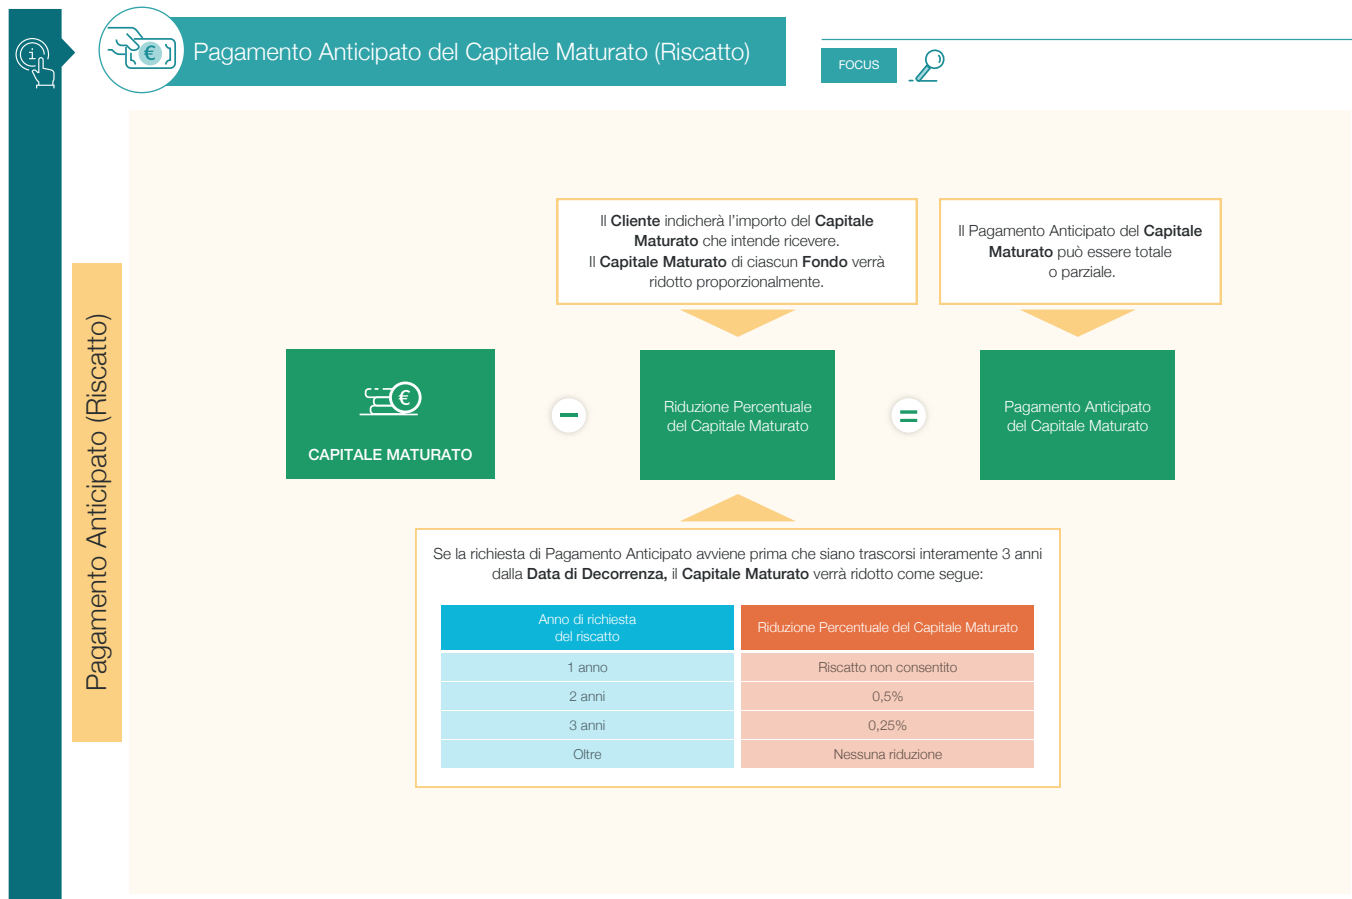 Pagamento Anticipato del Capitale Maturato (Riscatto)
FOCUS
Pagamento Anticipato (Riscatto)
Il Cliente indicherà l’importo del Capitale
Maturato che intende ricevere.
Il Capitale Maturato di ciascun Fondo verrà
ridotto proporzionalmente.
Il Pagamento Anticipato del Capitale
Maturato può essere totale
o parziale.
€
CAPITALE MATURATO
Riduzione Percentuale
del Capitale Maturato
=
Pagamento Anticipato
del Capitale Maturato
Se la richiesta di Pagamento Anticipato avviene prima che siano trascorsi interamente 3 anni
dalla Data di Decorrenza, il Capitale Maturato verrà ridotto come segue:
Anno di richiesta
del riscatto
Riduzione Percentuale del Capitale Maturato
1 anno
Riscatto non consentito
2 anni
0,5%
3 anni
0,25%
Oltre
Nessuna riduzione